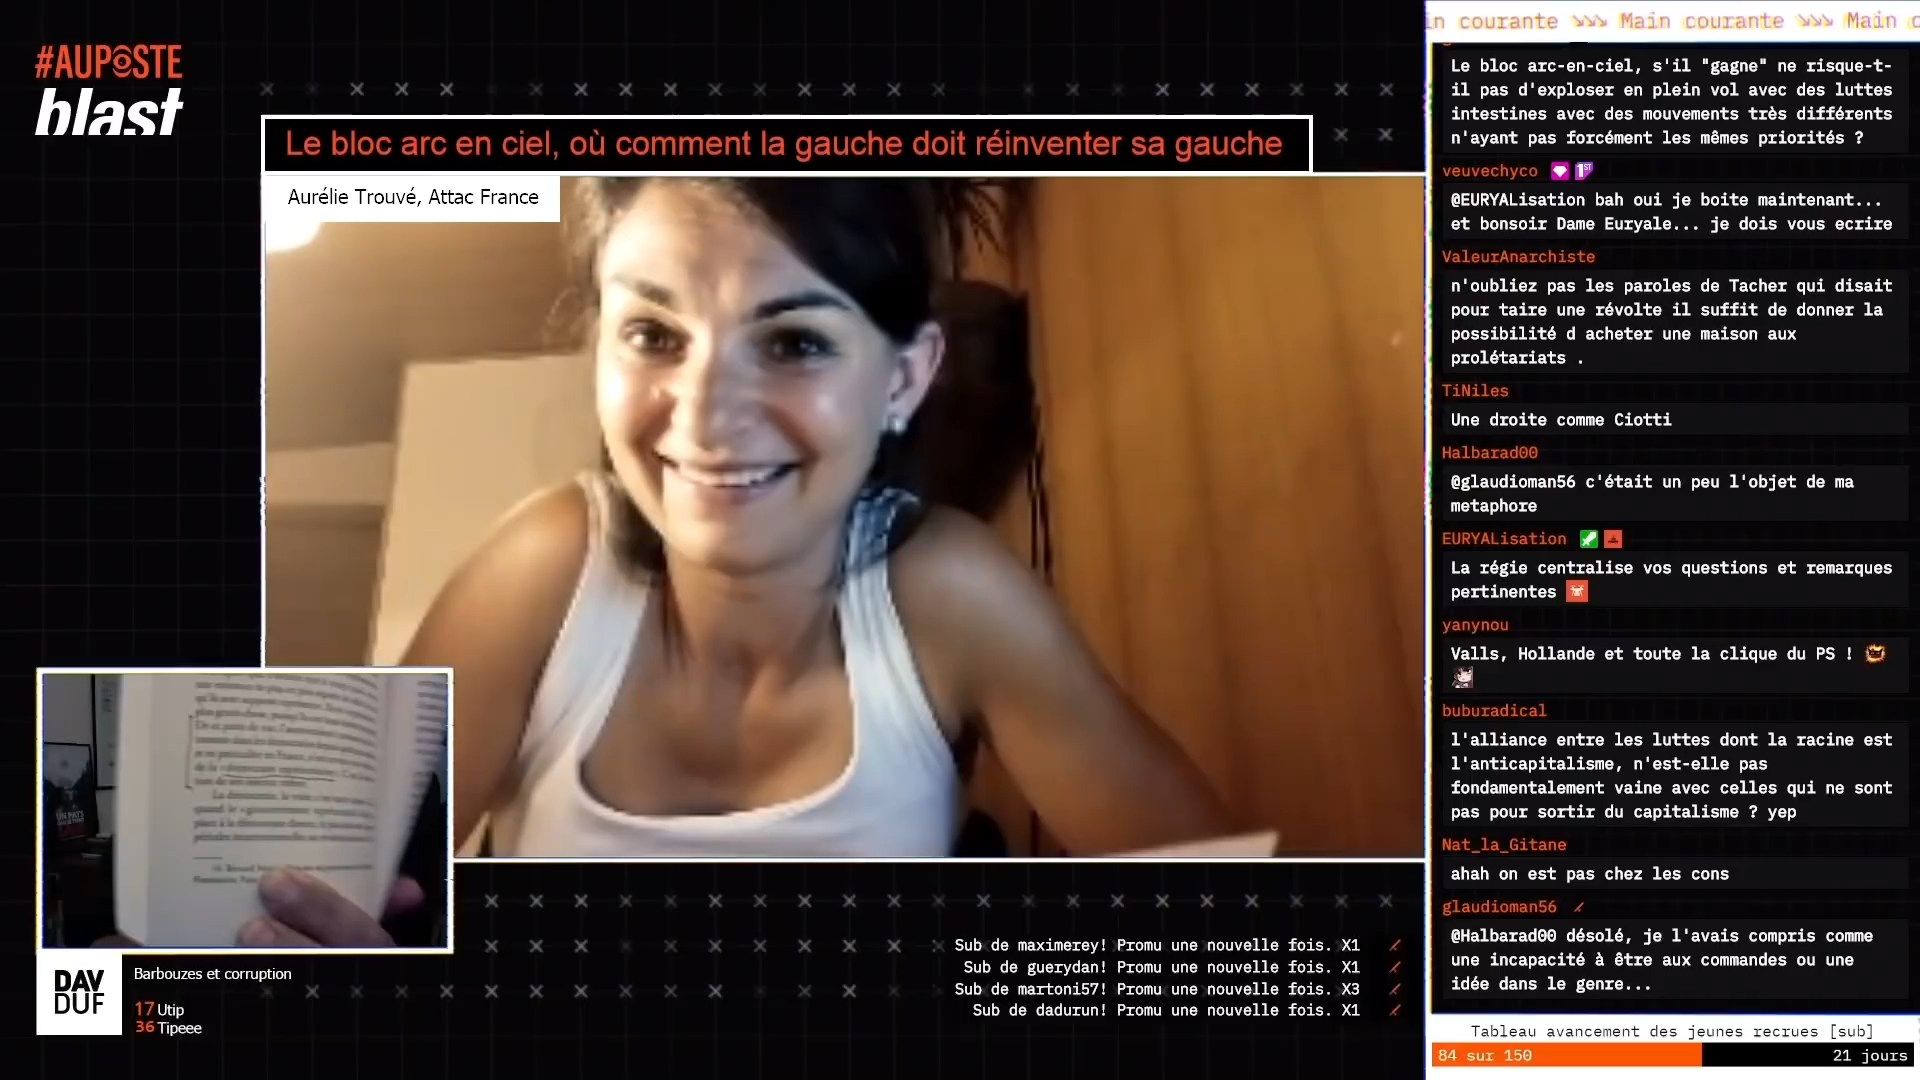 #AUPOSTE
blast
Le bloc arc en ciel, où comment la gauche doit réinventer sa gauche
Aurélie Trouvé, Attac France
DAV
DUF
Barbouzes et corruption
17 Utip
36 Tipeee
Sub de maximerey! Promu une nouvelle fois. X1
Sub de guerydan! Promu une nouvelle fois. X1
Sub de martoni57! Promu une nouvelle fois. X3
Sub de dadurun! Promu une nouvelle fois. X1
in courante >>> Main courante >>> Main c
Le bloc arc-en-ciel, s'il "gagne" ne risque-t-
il pas d'exploser en plein vol avec des luttes
intestines avec des mouvements très différents
n'ayant pas forcément les mêmes priorités ?
veuvechyco
@EURYALisation bah oui je boite maintenant...
et bonsoir Dame Euryale... je dois vous ecrire
ValeurAnarchiste
n'oubliez pas les paroles de Tacher qui disait
pour taire une révolte il suffit de donner la
possibilité d acheter une maison aux
prolétariats .
TiNiles
Une droite comme Ciotti
Halbarad00
@glaudioman56 c'était un peu l'objet de ma
metaphore
EURYALisation
La régie centralise vos questions et remarques
pertinentes
yanynou
Valls, Hollande et toute la clique du PS !
buburadical
l'alliance entre les luttes dont la racine est
l'anticapitalisme, n'est-elle pas
fondamentalement vaine avec celles qui ne sont
pas pour sortir du capitalisme ? yep
Nat_la_Gitane
ahah on est pas chez les cons
glaudioman56
@Halbarad00 désolé, je l'avais compris comme
une incapacité à être aux commandes ou une
idée dans le genre...
Tableau avancement des jeunes recrues [sub]
84 sur 150 21 jours